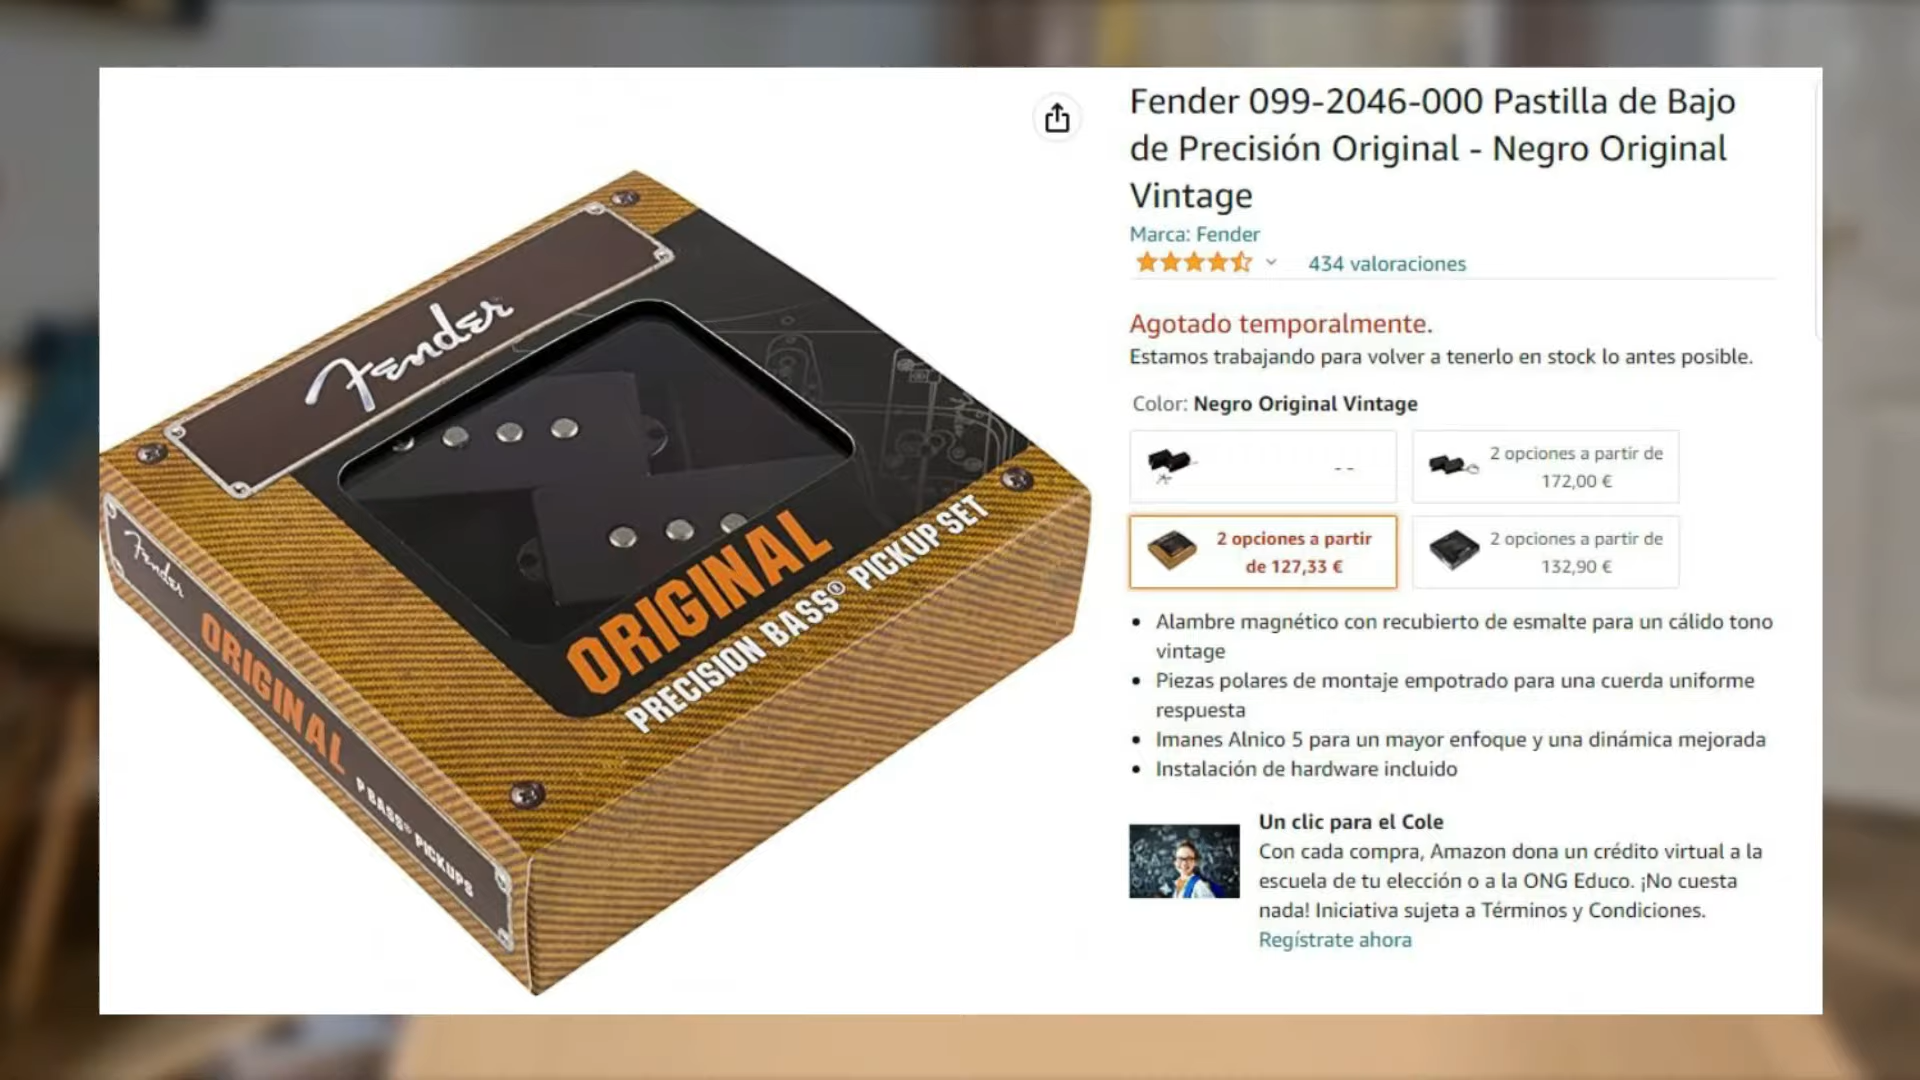 Fender
ORIGINAL
PRECISION BASS® PICKUP SET
Fender
ORIGINAL
P BASS® PICKUPS
Fender 099-2046-000 Pastilla de Bajo
de Precisión Original - Negro Original
Vintage
Marca: Fender
434 valoraciones
Agotado temporalmente.
Estamos trabajando para volver a tenerlo en stock lo antes posible.
Color: Negro Original Vintage
--
2 opciones a partir de
172,00 €
2 opciones a partir
de 127,33 €
2 opciones a partir de
132,90 €
• Alambre magnético con recubierto de esmalte para un cálido tono
vintage
• Piezas polares de montaje empotrado para una cuerda uniforme
respuesta
• Imanes Alnico 5 para un mayor enfoque y una dinámica mejorada
• Instalación de hardware incluido
Un clic para el Cole
Con cada compra, Amazon dona un crédito virtual a la
escuela de tu elección o a la ONG Educo. ¡No cuesta
nada! Iniciativa sujeta a Términos y Condiciones.
Regístrate ahora